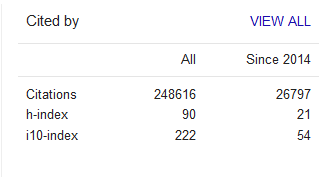 Cited by VIEW ALL
All Since 2014
Citations 248616 26797
h-index 90 21
i10-index 222 54